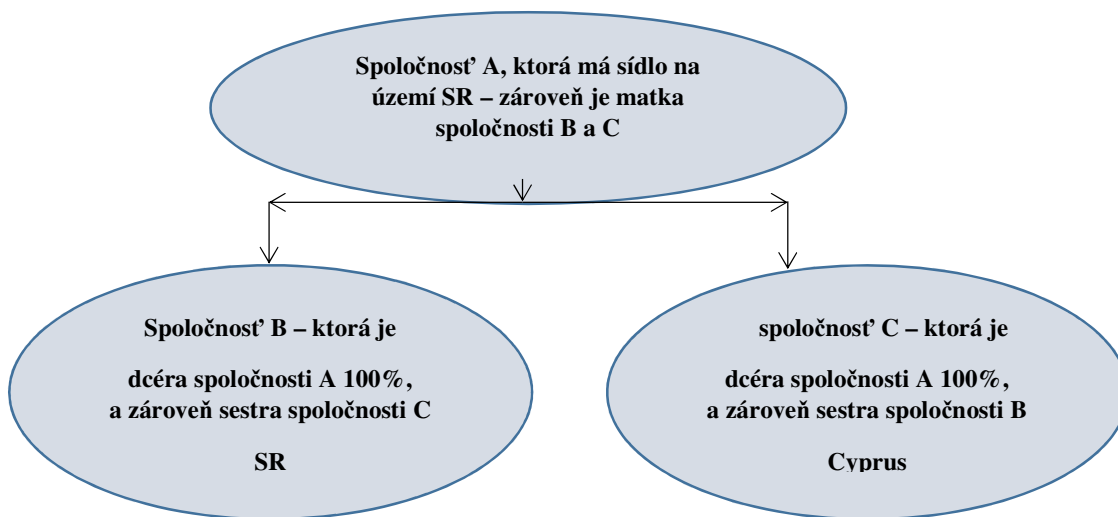 Spoločnosť A, ktorá má sídlo na
území SR – zároveň je matka
spoločnosti B a C
Spoločnosť B – ktorá je
dcéra spoločnosti A 100%,
a zároveň sestra spoločnosti C
SR
spoločnosť C – ktorá je
dcéra spoločnosti A 100%,
a zároveň sestra spoločnosti B
Cyprus